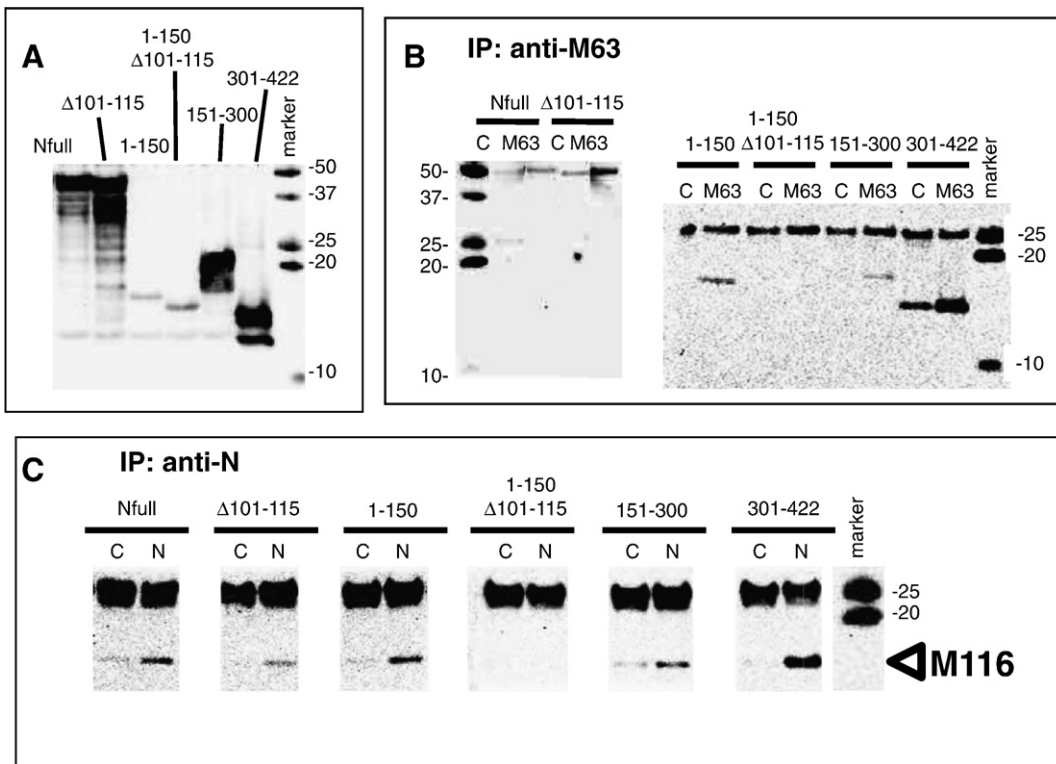 A
1-150
Δ101-115
301-422
Δ101-115
151-300
Nfull
1-150
marker
-50
-37
-25
-20
-10
B
IP: anti-M63
Nfull Δ101-115
C M63 C M63
50-
37-
25-
20-
10-
1-150
1-150 Δ101-115 151-300 301-422
C M63 C M63 C M63 C M63
marker
-25
-20
-10
C
IP: anti-N
1-150
Nfull Δ101-115 1-150 Δ101-115 151-300 301-422
C N C N C N C N C N C N
marker
-25
-20
M116